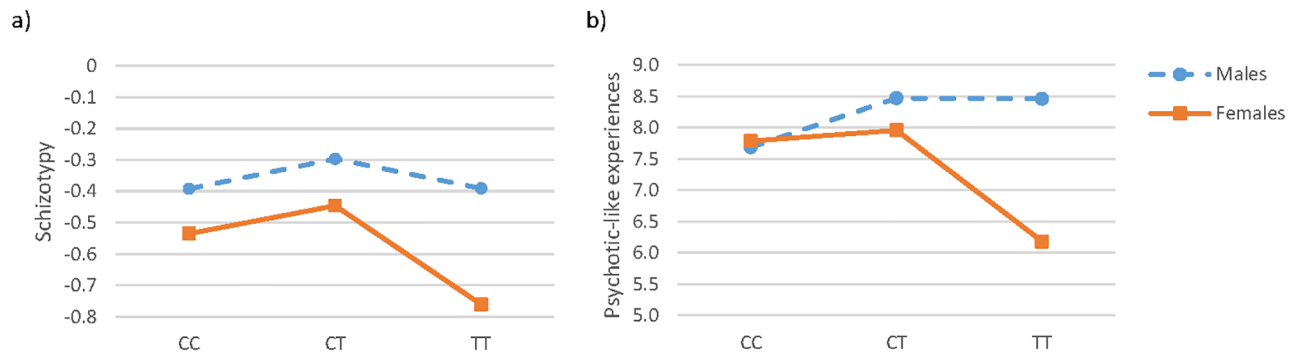 a)
Schizotypy
0
-0.1
-0.2
-0.3
-0.4
-0.5
-0.6
-0.7
-0.8
CC CT TT
b)
Psychotic-like experiences
9.0
8.5
8.0
7.5
7.0
6.5
6.0
5.5
5.0
CC CT TT
Males
Females